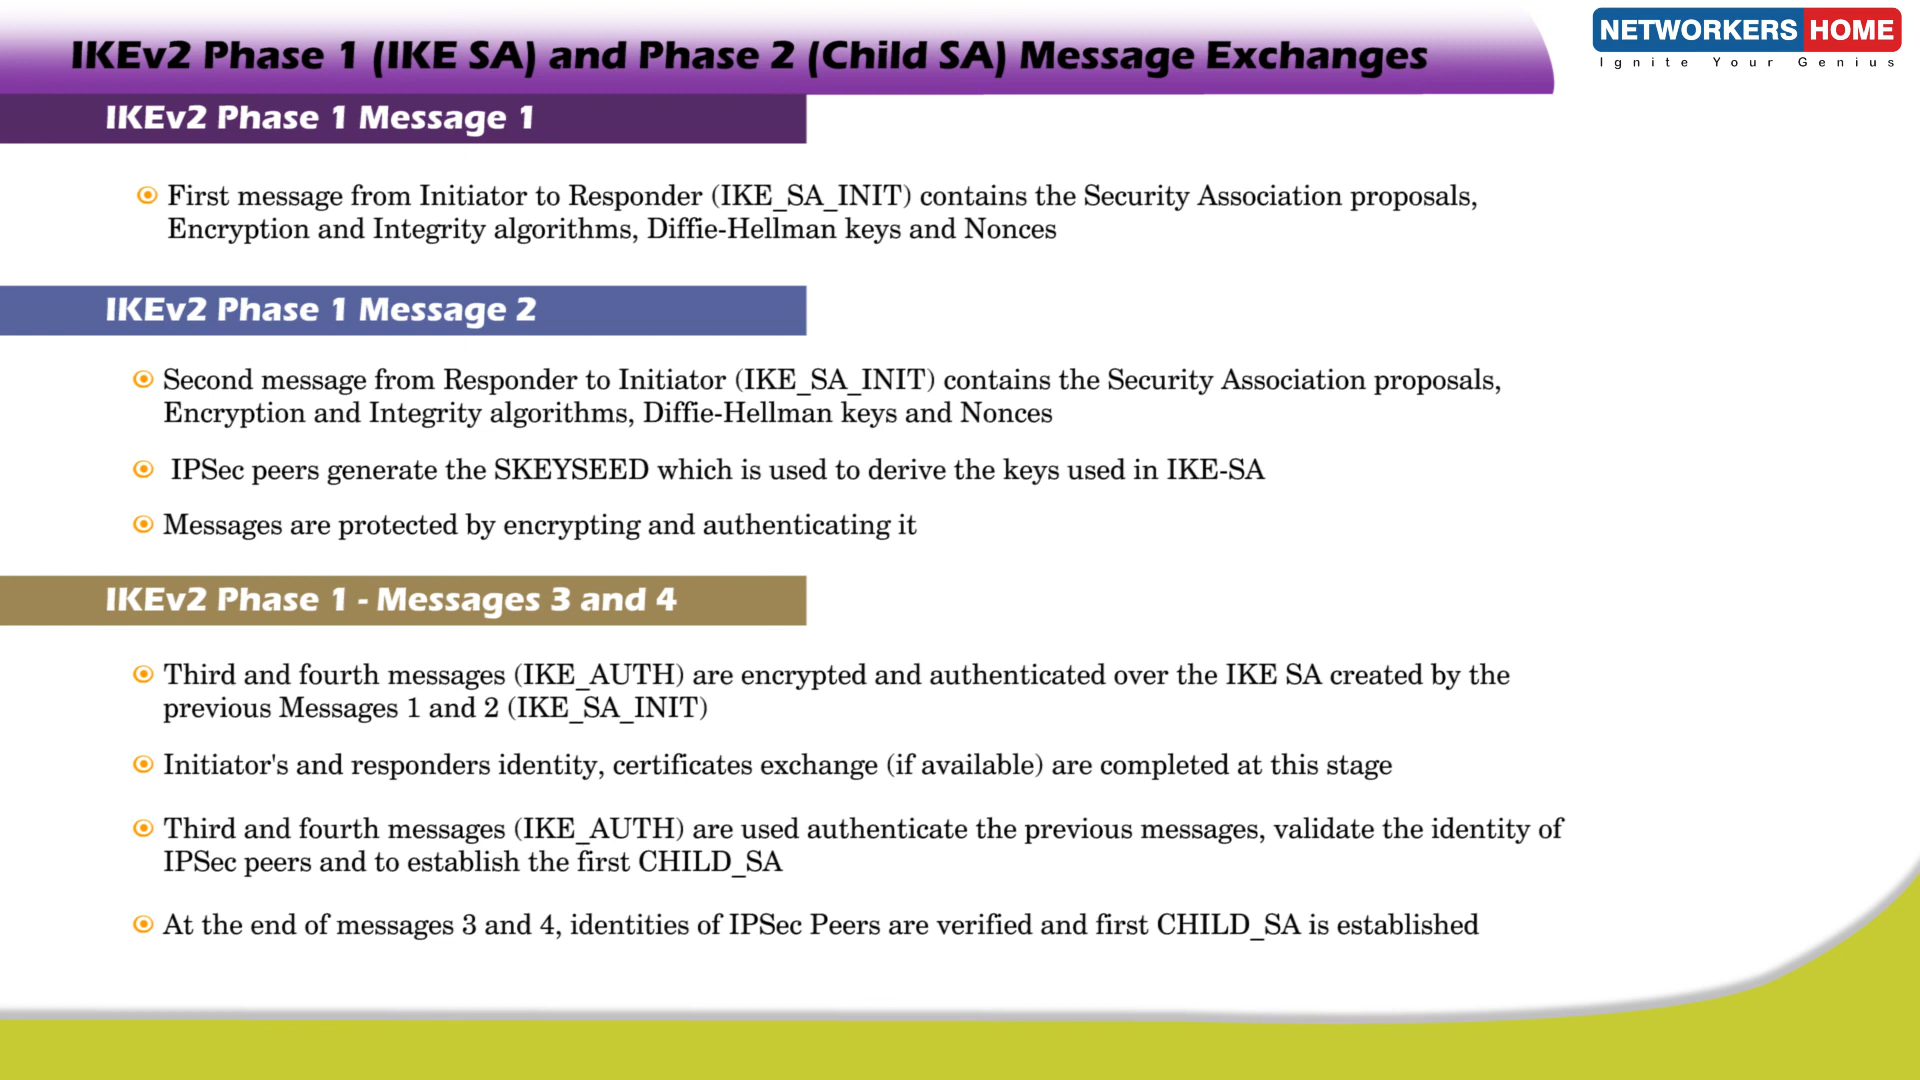 IKEv2 Phase 1 (IKE SA) and Phase 2 (Child SA) Message Exchanges
NETWORKERS HOME
Ignite Your Genius
IKEv2 Phase 1 Message 1
First message from Initiator to Responder (IKE_SA_INIT) contains the Security Association proposals,
Encryption and Integrity algorithms, Diffie-Hellman keys and Nonces
IKEv2 Phase 1 Message 2
Second message from Responder to Initiator (IKE_SA_INIT) contains the Security Association proposals,
Encryption and Integrity algorithms, Diffie-Hellman keys and Nonces
IPSec peers generate the SKEYSEED which is used to derive the keys used in IKE-SA
Messages are protected by encrypting and authenticating it
IKEv2 Phase 1 - Messages 3 and 4
Third and fourth messages (IKE_AUTH) are encrypted and authenticated over the IKE SA created by the
previous Messages 1 and 2 (IKE_SA_INIT)
Initiator's and responders identity, certificates exchange (if available) are completed at this stage
Third and fourth messages (IKE_AUTH) are used authenticate the previous messages, validate the identity of
IPSec peers and to establish the first CHILD_SA
At the end of messages 3 and 4, identities of IPSec Peers are verified and first CHILD_SA is established